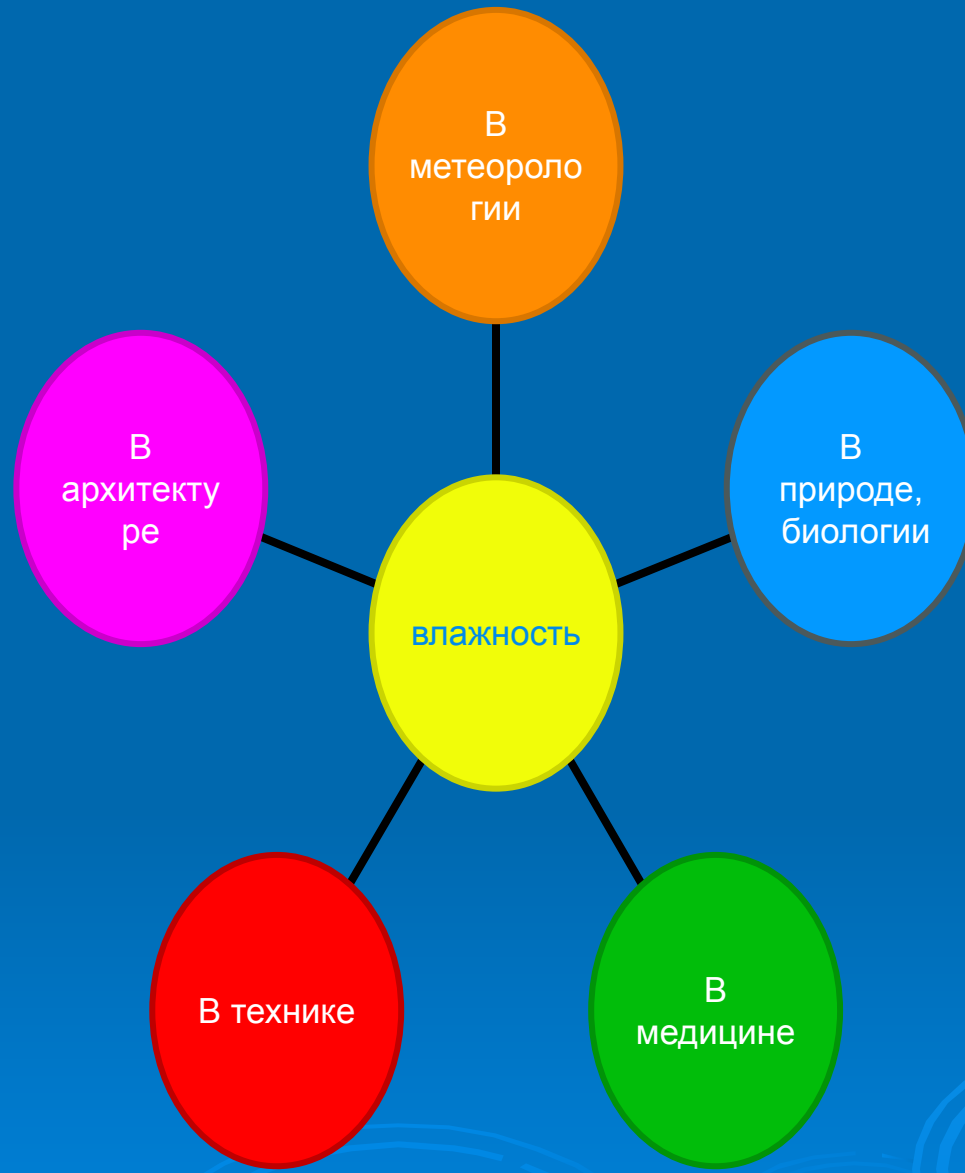 В
метеороло
гии
В
архитекту
ре
В
природе,
биологии
влажность
В технике
В
медицине